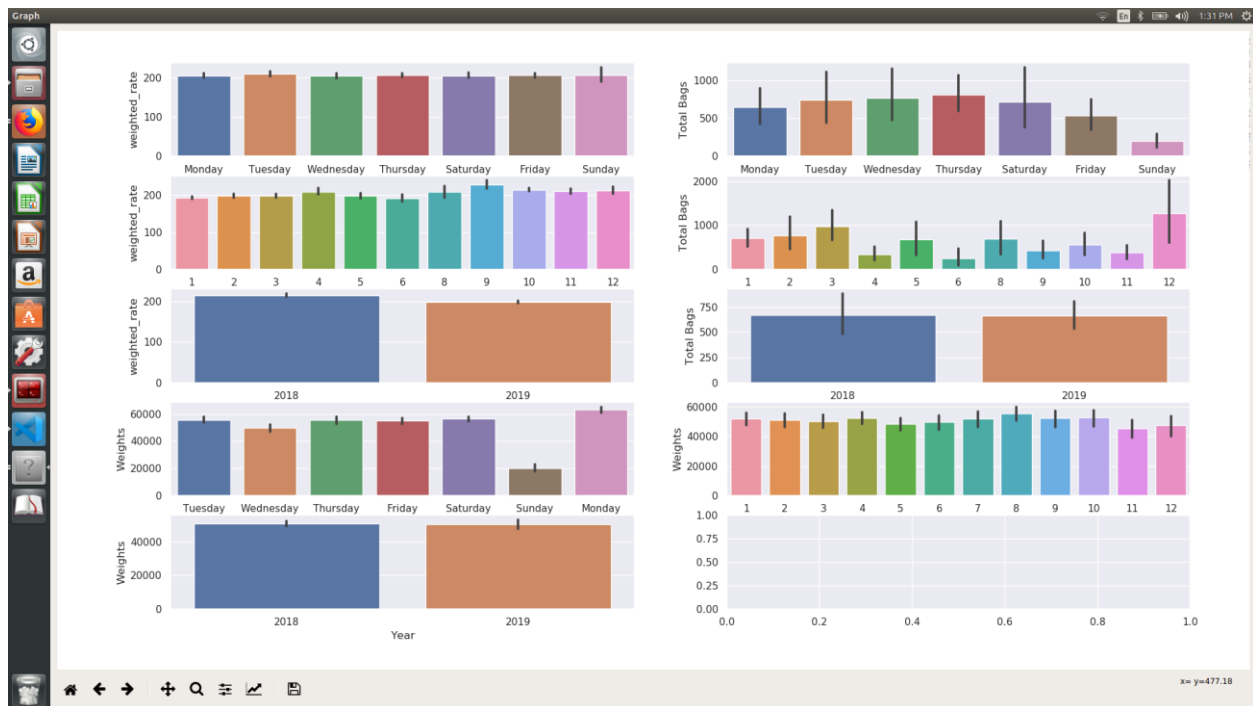 Graph
En
1:31 PM
weighted_rate
200
100
0
Monday Tuesday Wednesday Thursday Saturday Friday Sunday
Total Bags
1000
500
0
Monday Tuesday Wednesday Thursday Saturday Friday Sunday
weighted_rate
200
100
0
1 2 3 4 5 6 7 8 9 10 11 12
Total Bags
2000
1000
0
1 2 3 4 5 6 7 8 9 10 11 12
weighted_rate
200
100
0
2018 2019
Total Bags
750
500
250
0
2018 2019
Weights
60000
40000
20000
0
Tuesday Wednesday Thursday Friday Saturday Sunday Monday
Weights
60000
40000
20000
0
1 2 3 4 5 6 7 8 9 10 11 12
Weights
40000
20000
0
2018 2019
Year
1.00
0.75
0.50
0.25
0.00
0.0 0.2 0.4 0.6 0.8 1.0
x= y=477.18